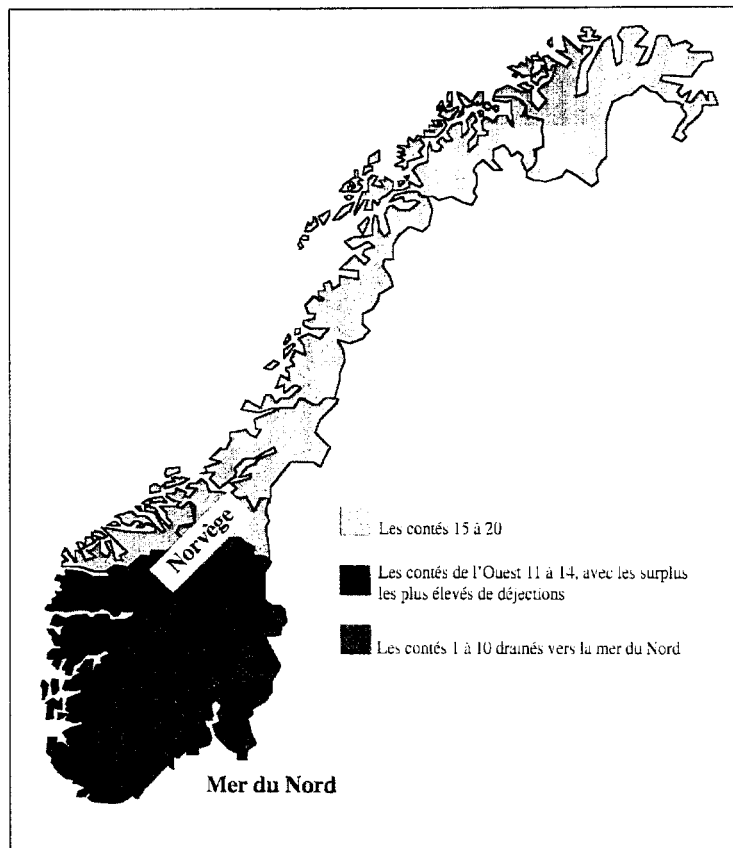 Norvège
Les contés 15 à 20
Les contés de l'Ouest 11 à 14, avec les surplus
les plus élevés de déjections
Les contés 1 à 10 drainés vers la mer du Nord
Mer du Nord